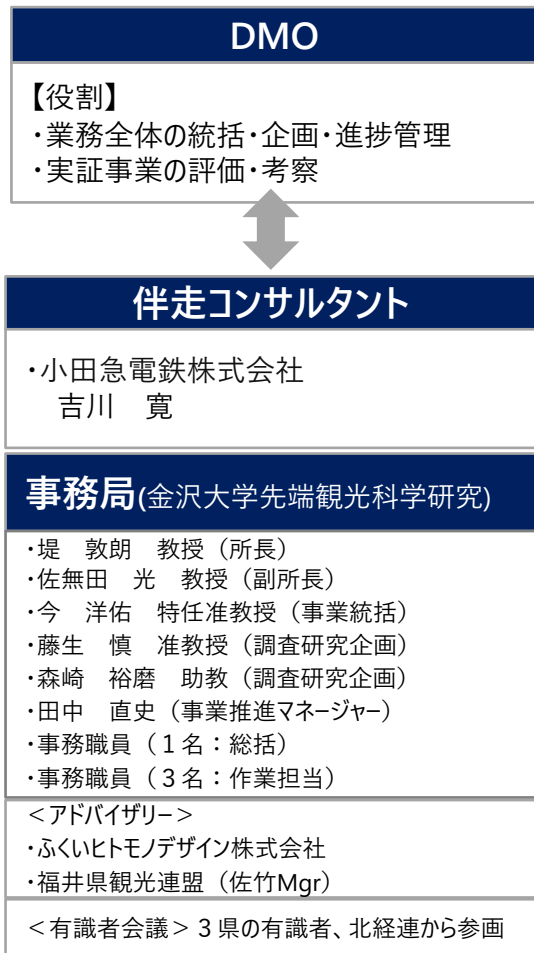 DMO
【役割】
・業務全体の統括・企画・進捗管理
・実証事業の評価・考察
伴走コンサルタント
・小田急電鉄株式会社
吉川　寛
事務局(金沢大学先端観光科学研究)
・堤　敦朗　教授（所長）
・佐無田　光　教授（副所長）
・今　洋佑　特任准教授（事業統括）
・藤生　慎　准教授（調査研究企画）
・森崎　裕磨　助教（調査研究企画）
・田中　直史（事業推進マネージャー）
・事務職員（１名：総括）
・事務職員（３名：作業担当）
＜アドバイザリー＞
・ふくいヒトモノデザイン株式会社
・福井県観光連盟（佐竹Mgr）
＜有識者会議＞３県の有識者、北経連から参画